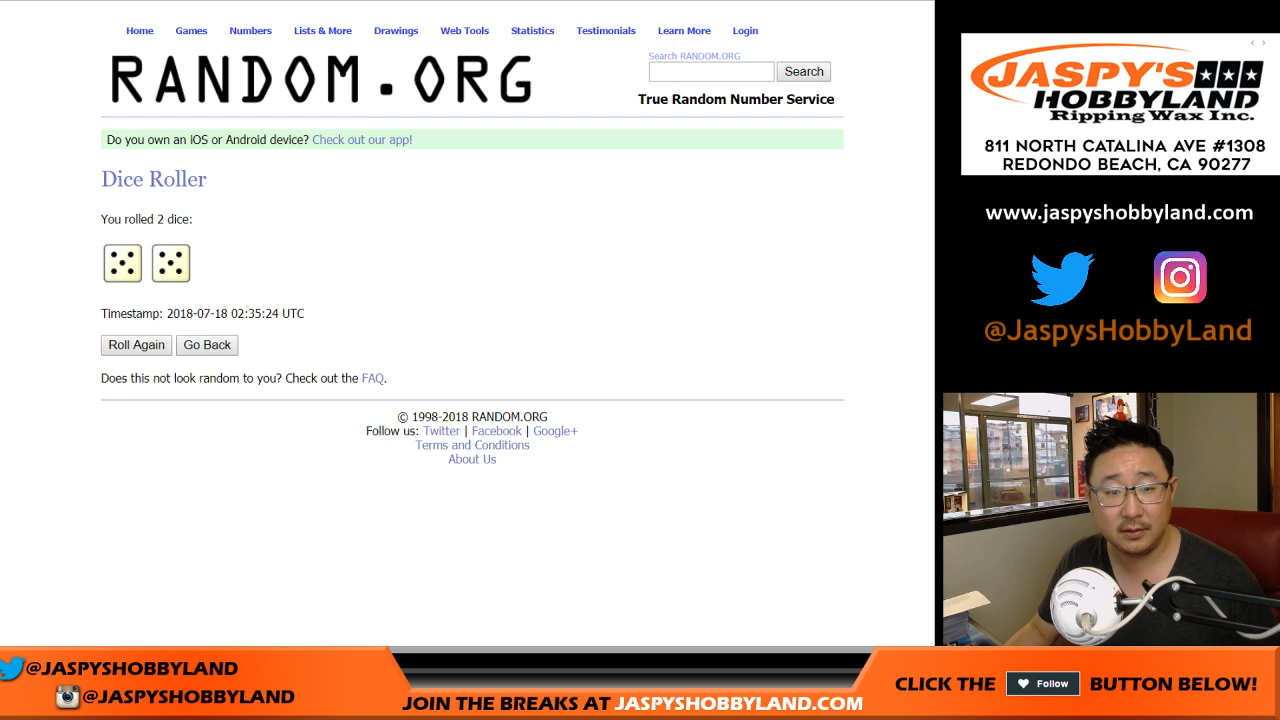 Home Games Numbers Lists & More Drawings Web Tools Statistics Testimonials Learn More Login
RANDOM.ORG
Search RANDOM.ORG
Search
True Random Number Service
Do you own an iOS or Android device? Check out our app!
Dice Roller
You rolled 2 dice:
Timestamp: 2018-07-18 02:35:24 UTC
Roll Again Go Back
Does this not look random to you? Check out the FAQ.
© 1998-2018 RANDOM.ORG
Follow us: Twitter | Facebook | Google+
Terms and Conditions
About Us
JASPY'S
HOBBYLAND
Ripping Wax Inc.
811 NORTH CATALINA AVE #1308
REDONDO BEACH, CA 90277
www.jaspyshobbyland.com
@JaspysHobbyLand
@JASPYSHOBBYLAND
@JASPYSHOBBYLAND
JOIN THE BREAKS AT JASPYSHOBBYLAND.COM
CLICK THE Follow BUTTON BELOW!